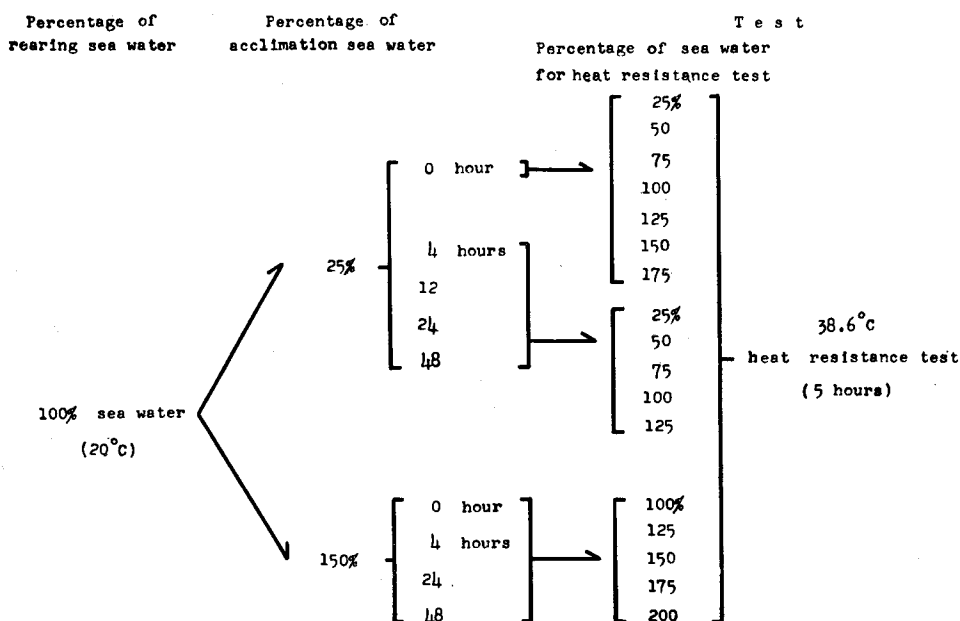 Percentage of
rearing sea water
Percentage of
acclimation sea water
Test
Percentage of sea water
for heat resistance test
100% sea water
(20°C)
25%
0 hour
4 hours
12
24
48
150%
0 hour
4 hours
24
48
25%
50
75
100
125
150
175
25%
50
75
100
125
100%
125
150
175
200
38.6°C
heat resistance test
(5 hours)